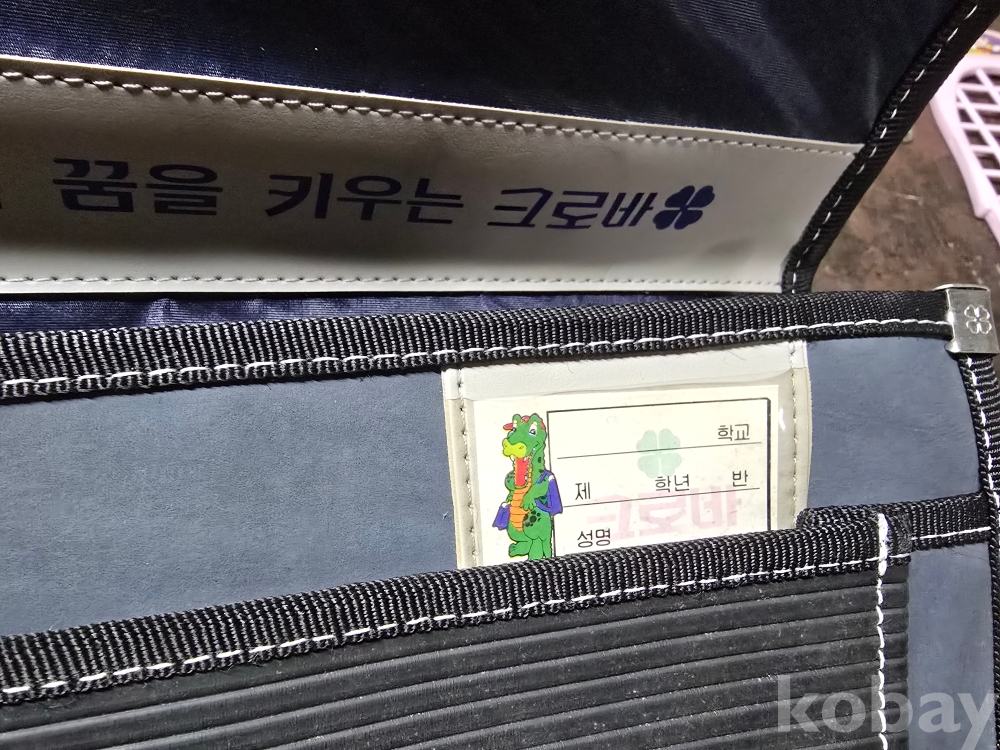 꿈을 키우는 크로바
학교
제 학년 반
크로바
성명
kobay